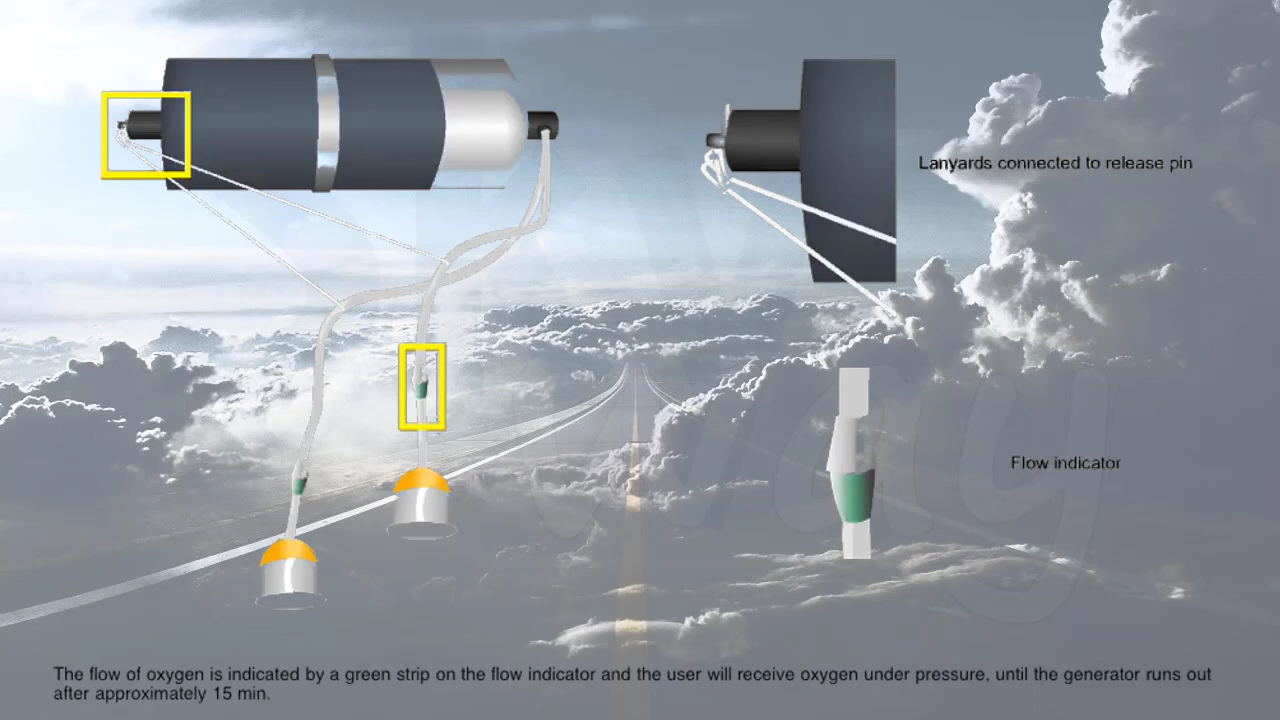 Lanyards connected to release pin
Flow indicator
The flow of oxygen is indicated by a green strip on the flow indicator and the user will receive oxygen under pressure, until the generator runs out
after approximately 15 min.